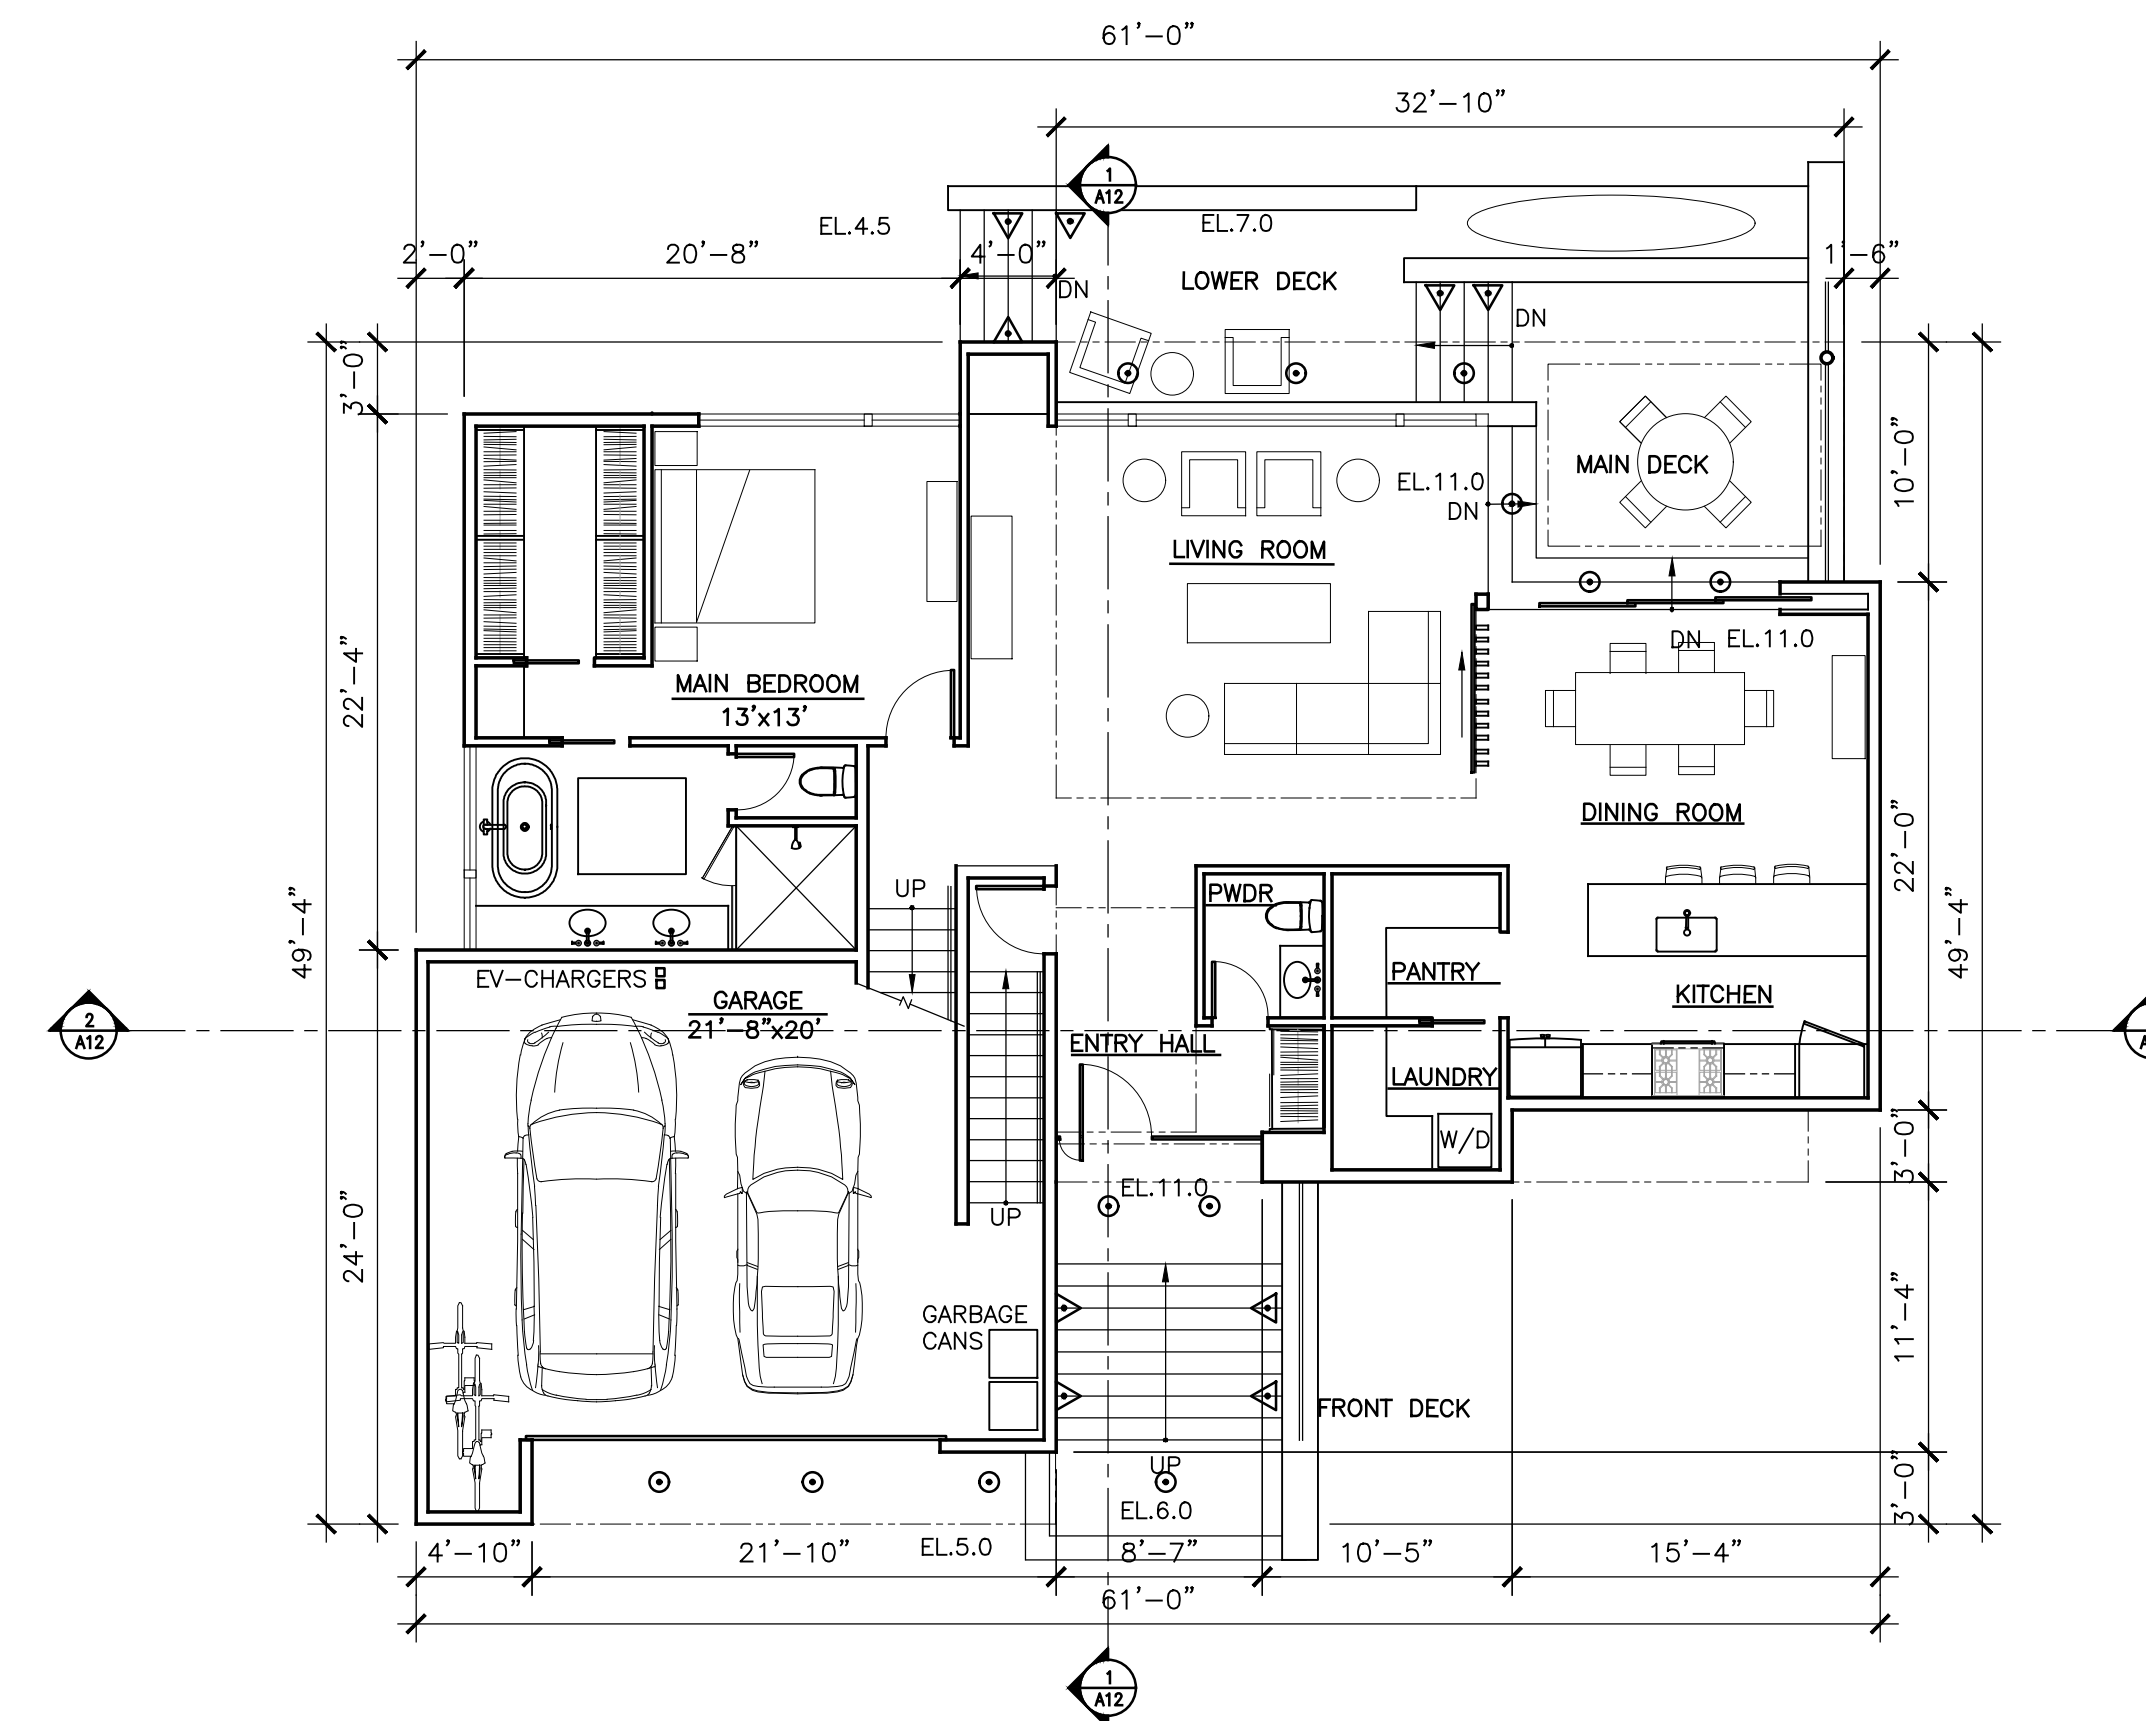 61'-0"
32'-10"
1
A12
EL.4.5
EL.7.0
2'-0"
20'-8"
4'-0"
1'-6"
LOWER DECK
DN
DN
3'-0"
MAIN DECK
10'-0"
EL.11.0
DN
LIVING ROOM
DN
EL.11.0
22'-4"
MAIN BEDROOM
13'x13'
DINING ROOM
22'-0"
UP
PWDR
49'-4"
49'-4"
EV-CHARGERS
PANTRY
GARAGE
21'-8"x20'
KITCHEN
2
A12
ENTRY HALL
LAUNDRY
W/D
3'-0"
EL.11.0
UP
24'-0"
GARBAGE
CANS
11'-4"
FRONT DECK
UP
3'-0"
EL.6.0
EL.5.0
4'-10"
21'-10"
8'-7"
10'-5"
15'-4"
61'-0"
1
A12